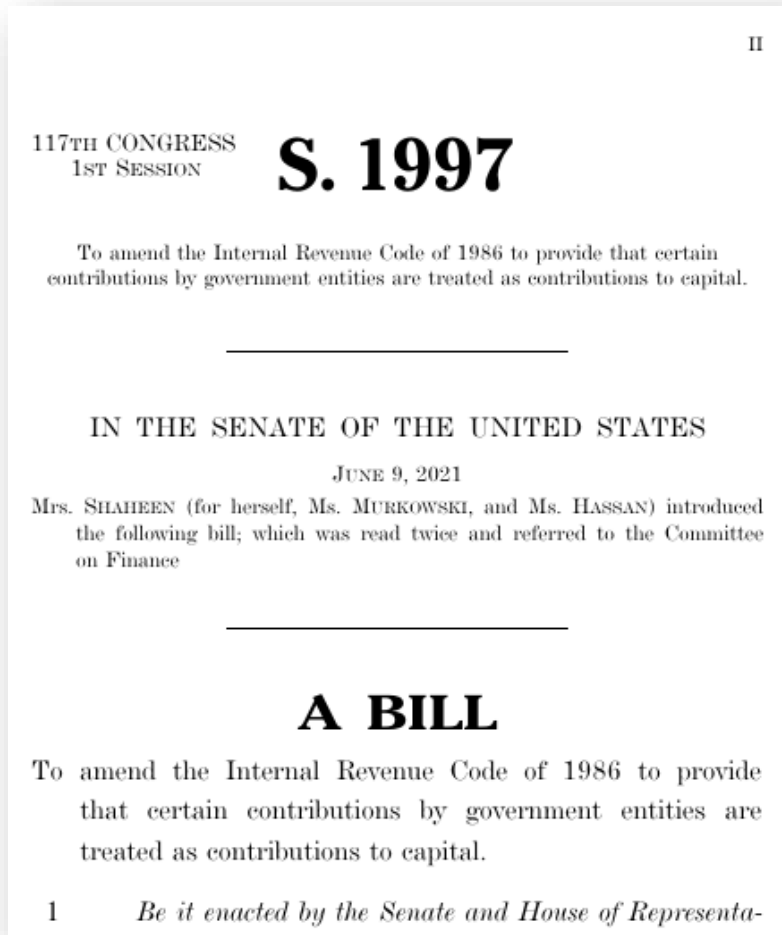 II
117TH CONGRESS
1ST SESSION
S. 1997
To amend the Internal Revenue Code of 1986 to provide that certain
contributions by government entities are treated as contributions to capital.
IN THE SENATE OF THE UNITED STATES
JUNE 9, 2021
Mrs. SHAHEEN (for herself, Ms. MURKOWSKI, and Ms. HASSAN) introduced
the following bill; which was read twice and referred to the Committee
on Finance
A BILL
To amend the Internal Revenue Code of 1986 to provide
that certain contributions by government entities are
treated as contributions to capital.
1 Be it enacted by the Senate and House of Representa-